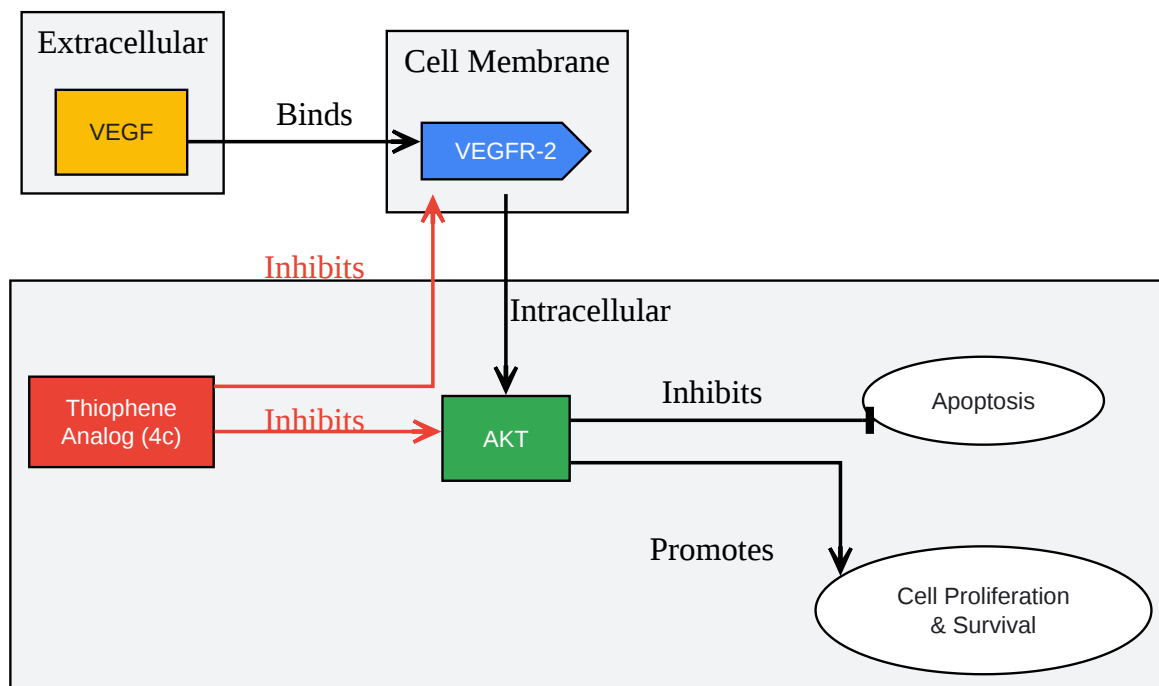 Extracellular
Cell Membrane
VEGF
Binds
VEGFR-2
Inhibits
Intracellular
Thiophene
Analog (4c)
Inhibits
AKT
Inhibits
Apoptosis
Promotes
Cell Proliferation
& Survival